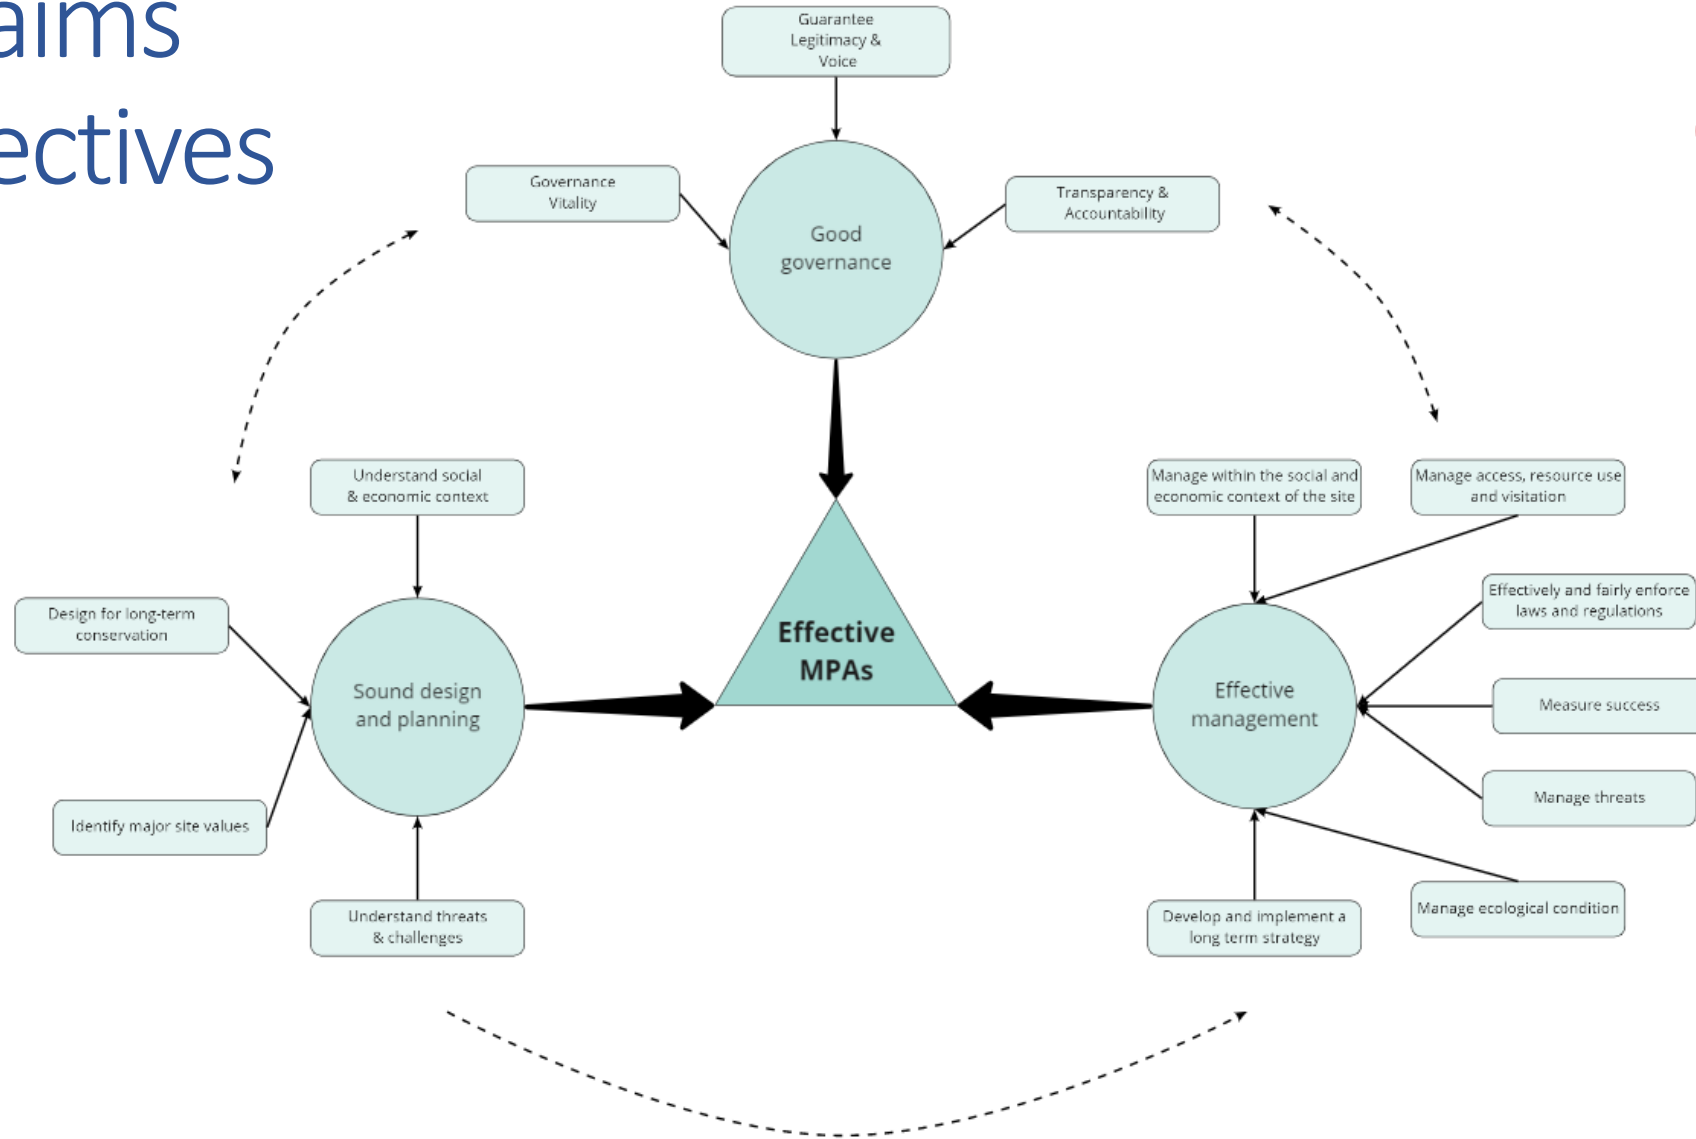 aims
ectives
Guarantee
Legitimacy &
Voice
Governance
Vitality
Transparency &
Accountability
Good
governance
Understand social
& economic context
Manage within the social and
economic context of the site
Manage access, resource use
and visitation
Design for long-term
conservation
Effectively and fairly enforce
laws and regulations
Effective
MPAs
Sound design
and planning
Effective
management
Measure success
Manage threats
Identify major site values
Understand threats
& challenges
Develop and implement a
long term strategy
Manage ecological condition